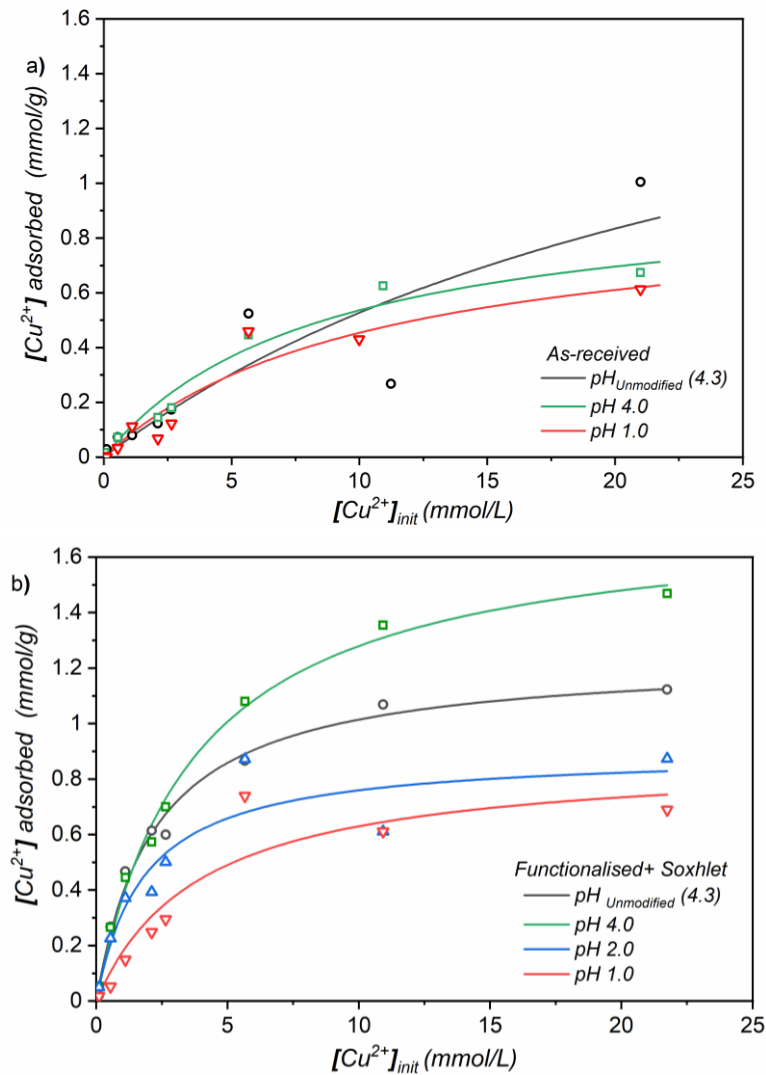 a)
1.6
1.4
1.2
1
0.8
0.6
0.4
0.2
0
[Cu²⁺] adsorbed (mmol/g)
As-received
pH Unmodified (4.3)
pH 4.0
pH 1.0
0 5 10 15 20 25
[Cu²⁺]init (mmol/L)
b)
1.6
1.4
1.2
1
0.8
0.6
0.4
0.2
0
[Cu²⁺] adsorbed (mmol/g)
Functionalised+ Soxhlet
pH Unmodified (4.3)
pH 4.0
pH 2.0
pH 1.0
0 5 10 15 20 25
[Cu²⁺]init (mmol/L)